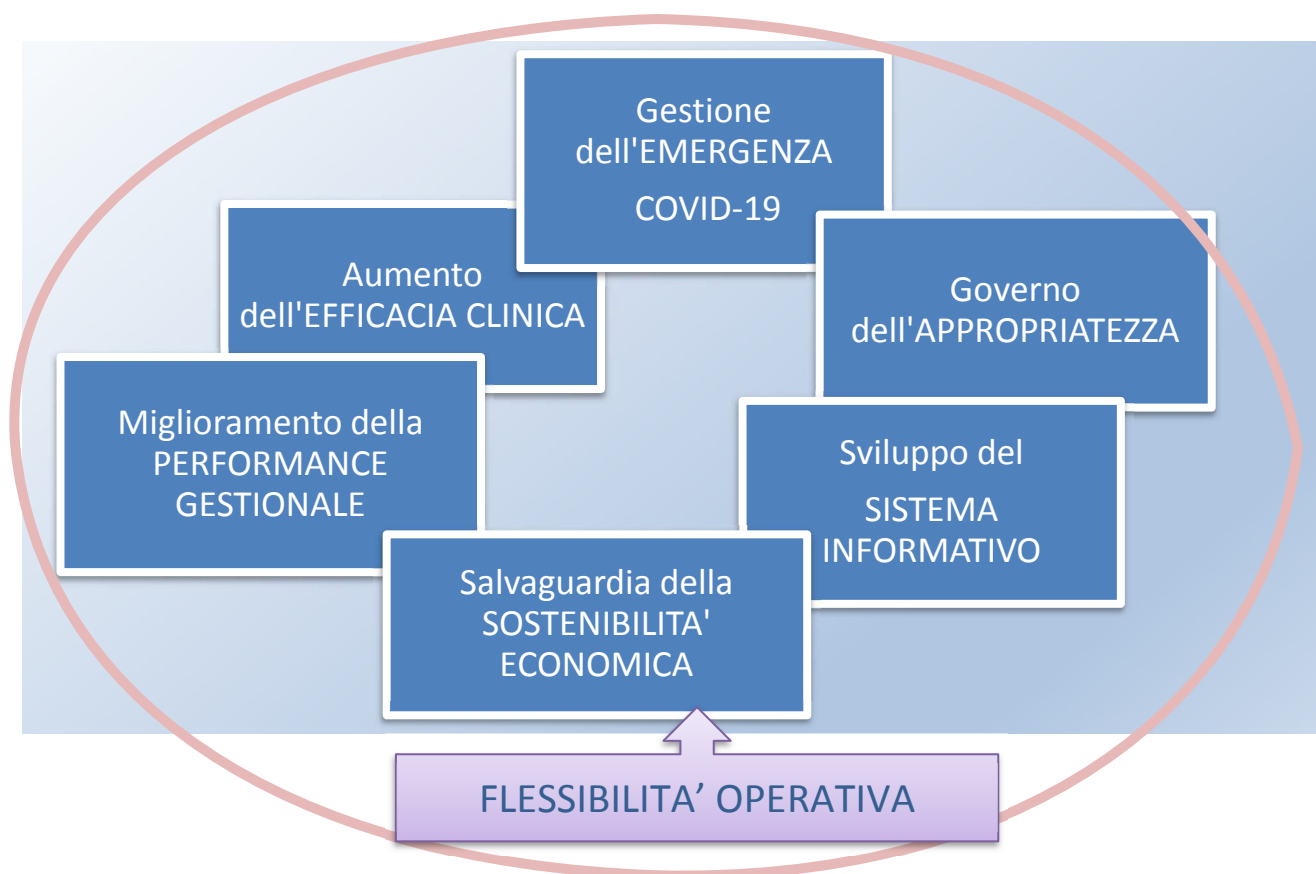 Gestione
dell'EMERGENZA
COVID-19
Aumento
dell'EFFICACIA CLINICA
Governo
dell'APPROPRIATEZZA
Miglioramento della
PERFORMANCE
GESTIONALE
Sviluppo del
SISTEMA
INFORMATIVO
Salvaguardia della
SOSTENIBILITA'
ECONOMICA
FLESSIBILITA’ OPERATIVA